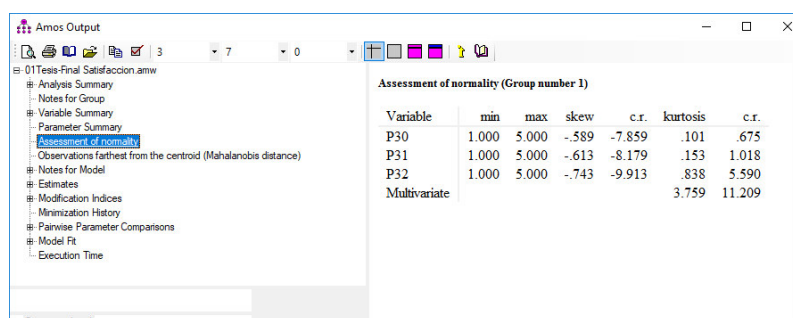 Amos Output
3 7 0
01Tesis-Final Satisfaccion.amw
Analysis Summary
Notes for Group
Variable Summary
Parameter Summary
Assessment of normality
Observations farthest from the centroid (Mahalanobis distance)
Notes for Model
Estimates
Modification Indices
Minimization History
Pairwise Parameter Comparisons
Model Fit
Execution Time
Assessment of normality (Group number 1)
Variable min max skew c.r. kurtosis c.r.
P30 1.000 5.000 -.589 -7.859 .101 .675
P31 1.000 5.000 -.613 -8.179 .153 1.018
P32 1.000 5.000 -.743 -9.913 .838 5.590
Multivariate 3.759 11.209